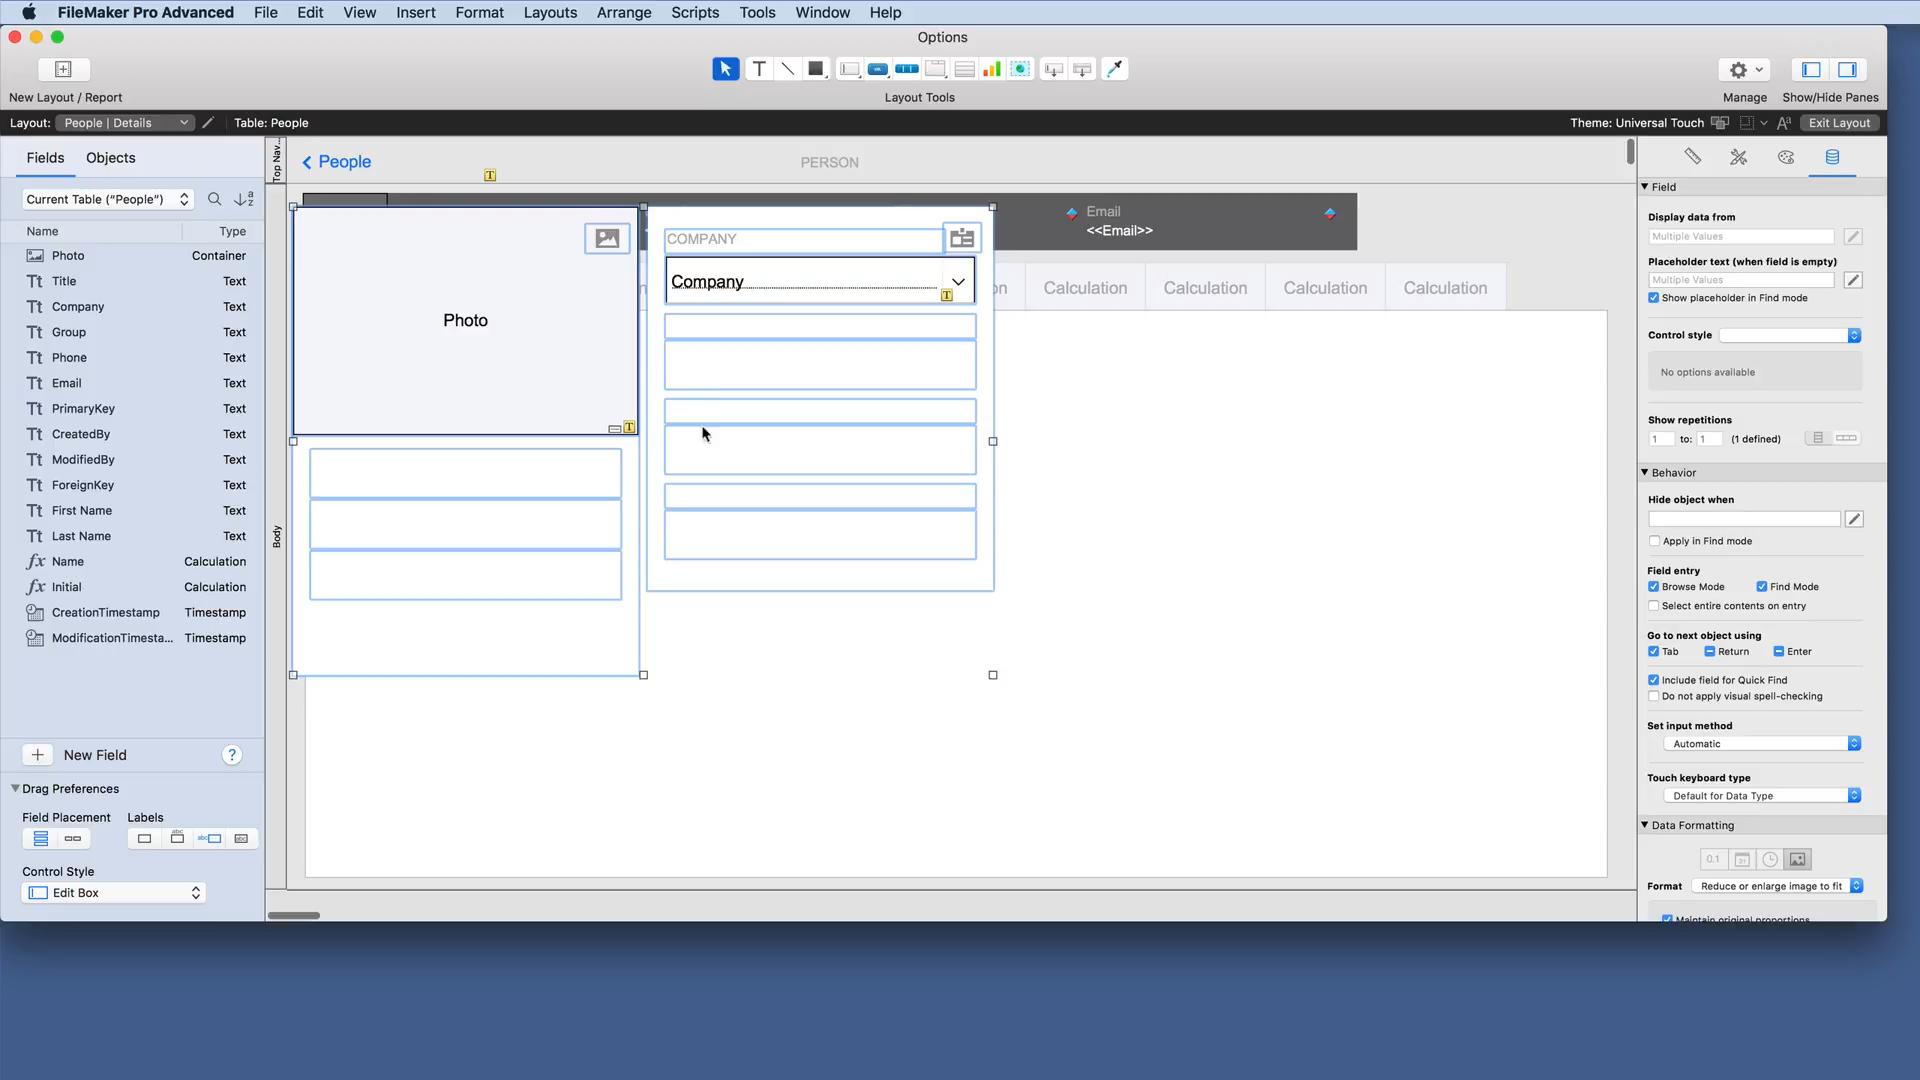 FileMaker Pro Advanced File Edit View Insert Format Layouts Arrange Scripts Tools Window Help
Options
New Layout / Report
Layout Tools
Manage
Show/Hide Panes
Layout: People | Details
Table: People
Theme: Universal Touch
Exit Layout
Fields Objects
Current Table (“People”)
Name Type
Photo Container
Title Text
Company Text
Group Text
Phone Text
Email Text
PrimaryKey Text
CreatedBy Text
ModifiedBy Text
ForeignKey Text
First Name Text
Last Name Text
Name Calculation
Initial Calculation
CreationTimestamp Timestamp
ModificationTimesta... Timestamp
New Field ?
Drag Preferences
Field Placement Labels
abc
abc
abc
Control Style
Edit Box
Top Nav...
Body
People
PERSON
T
Email
<<Email>>
COMPANY
Company
T
Photo
T
on
Calculation
Calculation
Calculation
Calculation
Field
Display data from
Multiple Values
Placeholder text (when field is empty)
Multiple Values
Show placeholder in Find mode
Control style
No options available
Show repetitions
1 to: 1 (1 defined)
Behavior
Hide object when
Apply in Find mode
Field entry
Browse Mode Find Mode
Select entire contents on entry
Go to next object using
Tab Return Enter
Include field for Quick Find
Do not apply visual spell-checking
Set input method
Automatic
Touch keyboard type
Default for Data Type
Data Formatting
0.1
Format Reduce or enlarge image to fit
Maintain original proportions